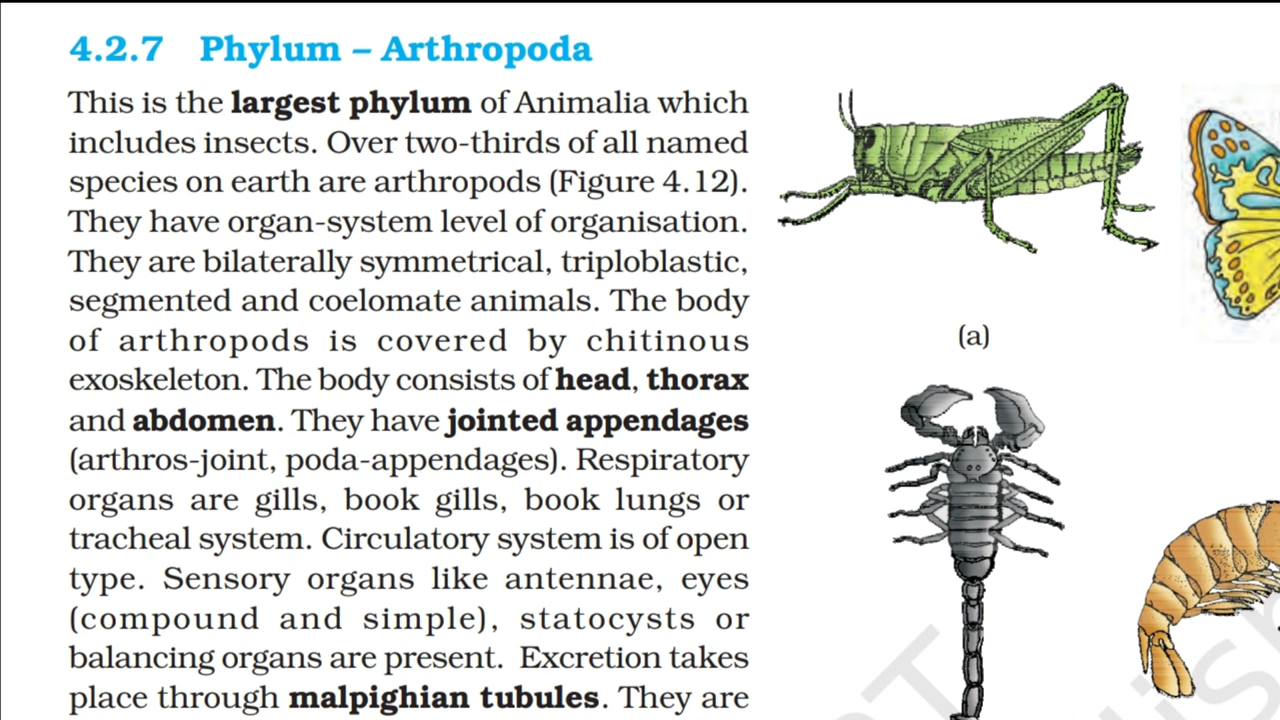 4.2.7 Phylum – Arthropoda
This is the largest phylum of Animalia which
includes insects. Over two-thirds of all named
species on earth are arthropods (Figure 4.12).
They have organ-system level of organisation.
They are bilaterally symmetrical, triploblastic,
segmented and coelomate animals. The body
of arthropods is covered by chitinous
exoskeleton. The body consists of head, thorax
and abdomen. They have jointed appendages
(arthros-joint, poda-appendages). Respiratory
organs are gills, book gills, book lungs or
tracheal system. Circulatory system is of open
type. Sensory organs like antennae, eyes
(compound and simple), statocysts or
balancing organs are present. Excretion takes
place through malpighian tubules. They are
(a)